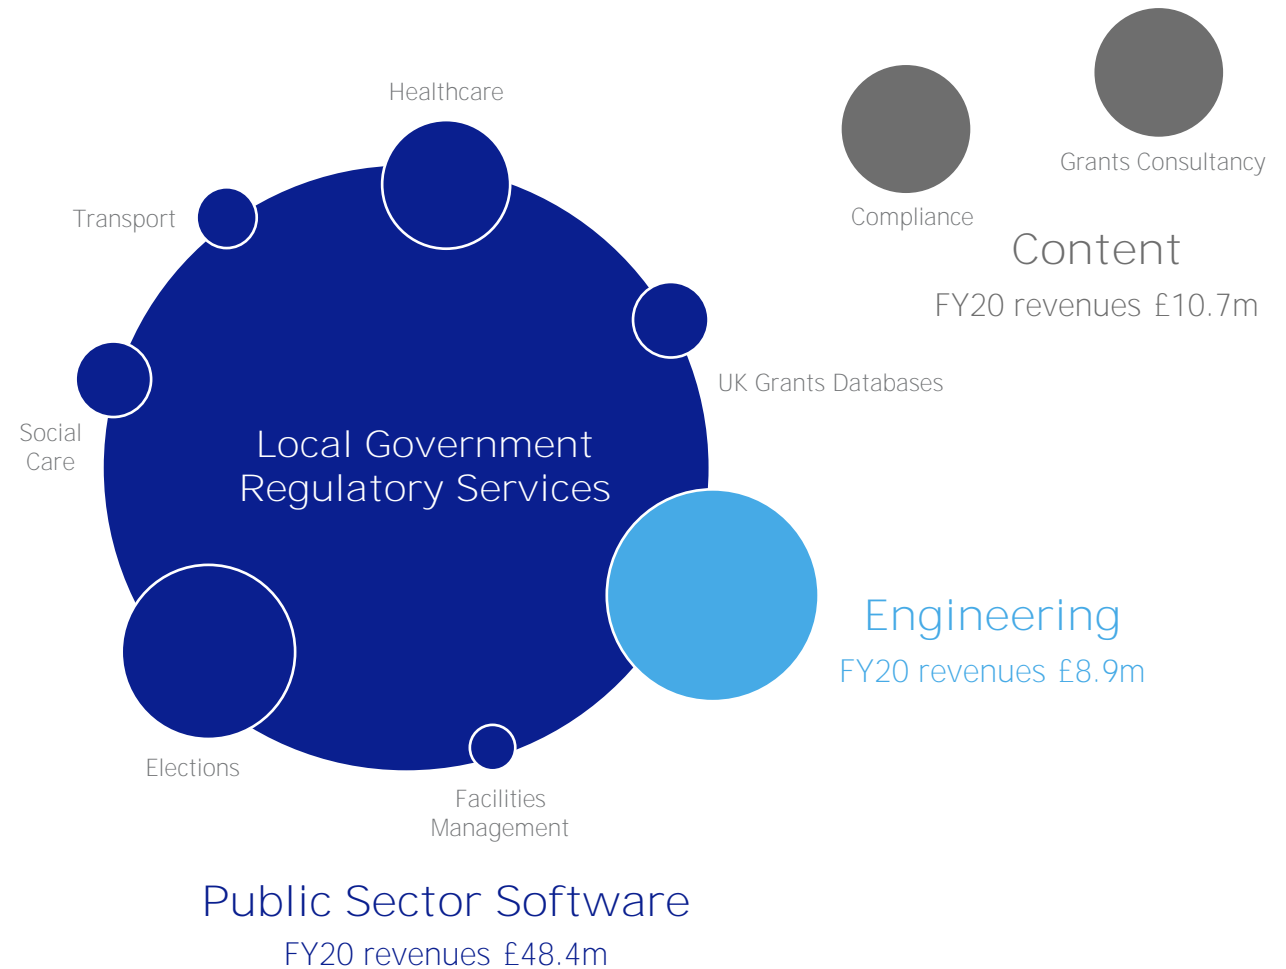 Healthcare
Grants Consultancy
Transport
Compliance
Content
FY20 revenues £10.7m
UK Grants Databases
Social
Care
Local Government
Regulatory Services
Engineering
FY20 revenues £8.9m
Elections
Facilities
Management
Public Sector Software
FY20 revenues £48.4m